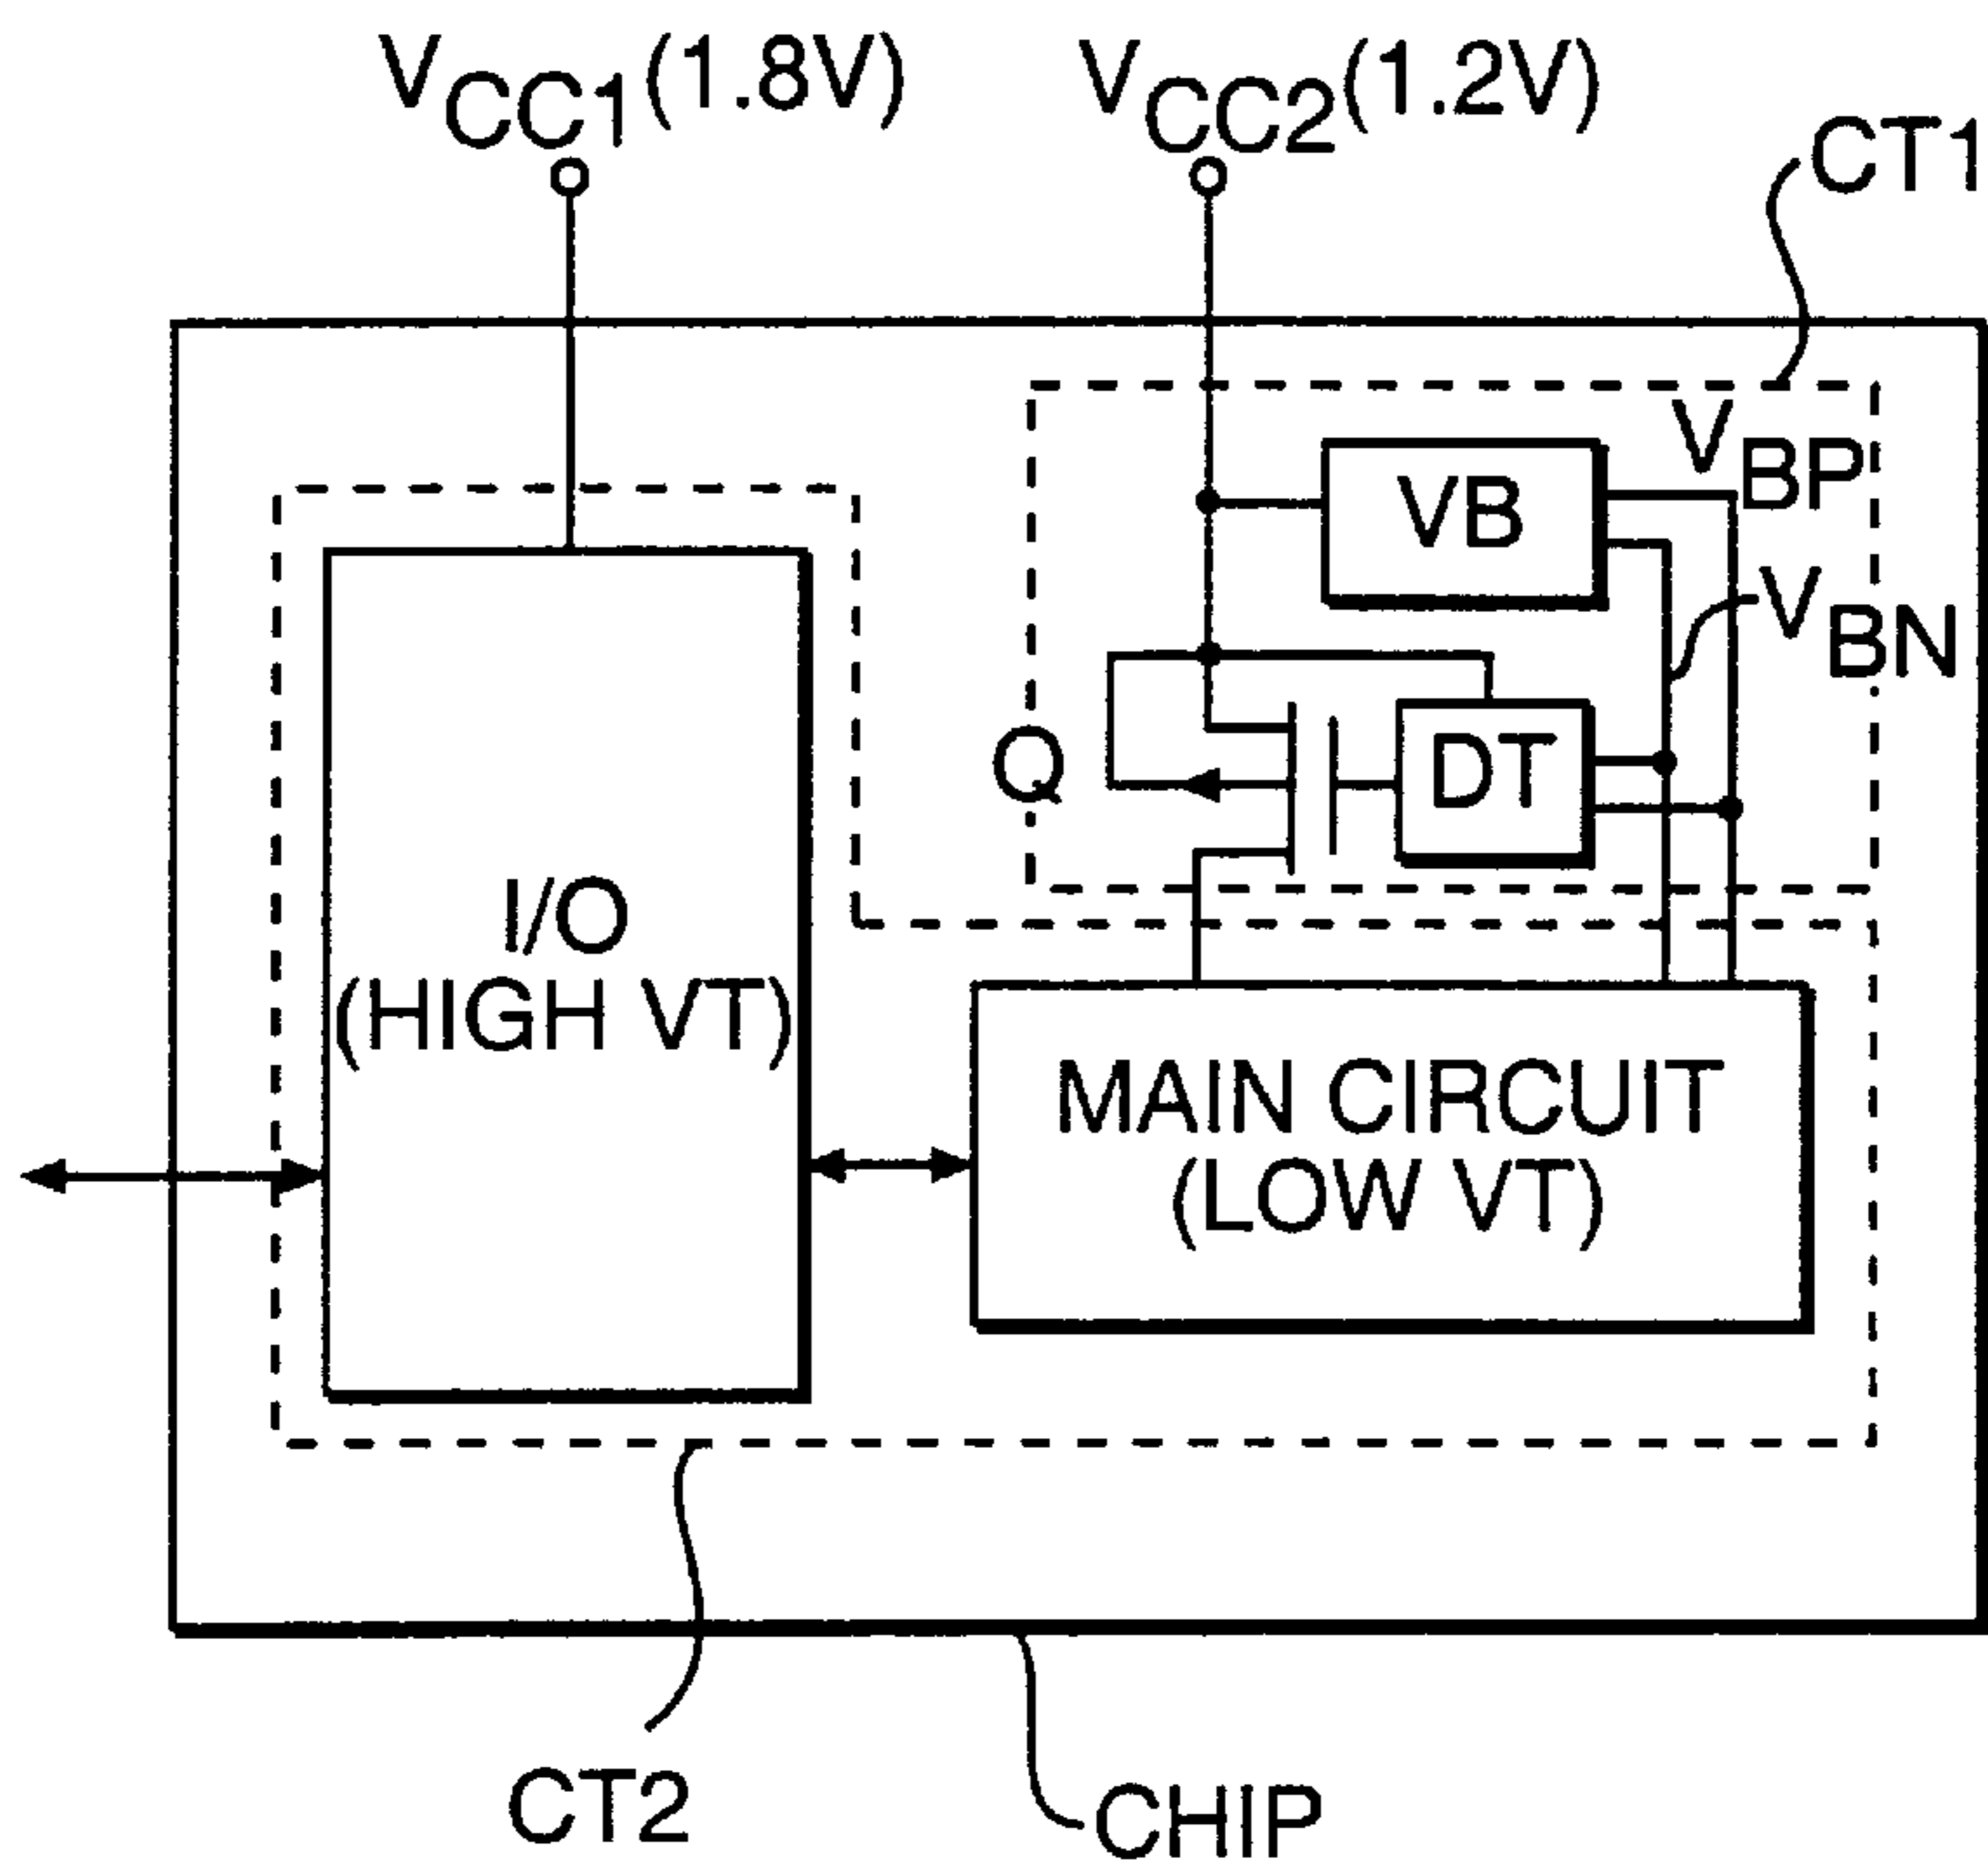 VCC1(1.8V)
VCC2(1.2V)
CT1
VBP
VB
VBN
Q
DT
I/O
(HIGH VT)
MAIN CIRCUIT
(LOW VT)
CT2
CHIP